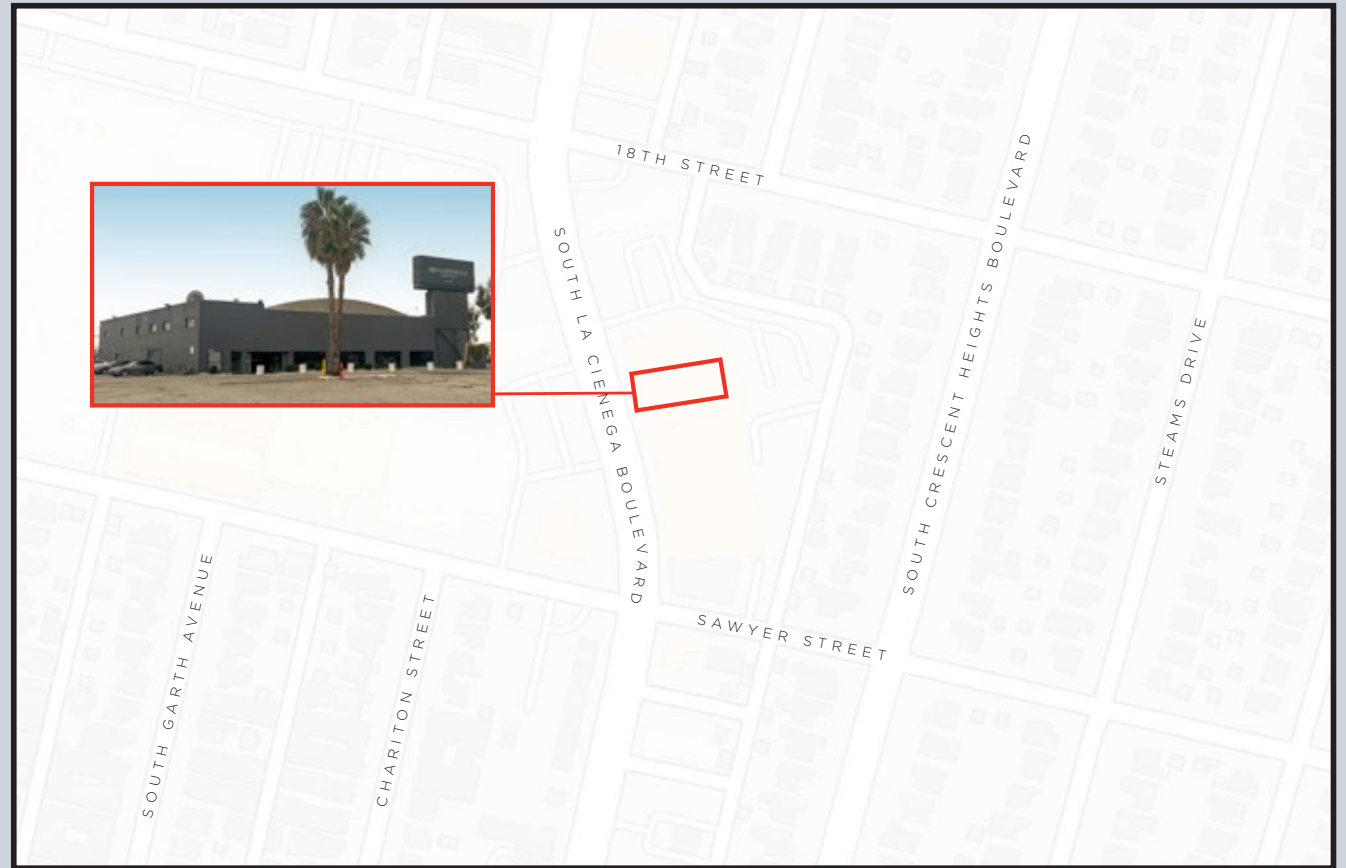 18TH STREET
SOUTH LA CIENEGA BOULEVARD
SOUTH CRESCENT HEIGHTS BOULEVARD
STEAMS DRIVE
SAWYER STREET
SOUTH GARTH AVENUE
CHARITON STREET